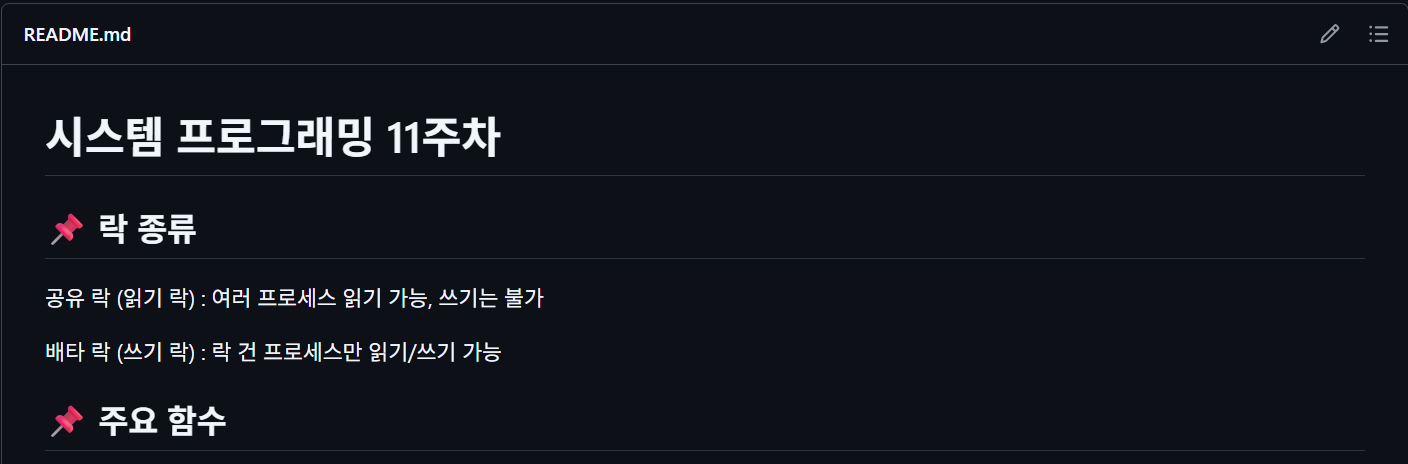 README.md
시스템 프로그래밍 11주차
📌 락 종류
공유 락 (읽기 락) : 여러 프로세스 읽기 가능, 쓰기는 불가
배타 락 (쓰기 락) : 락 건 프로세스만 읽기/쓰기 가능
📌 주요 함수